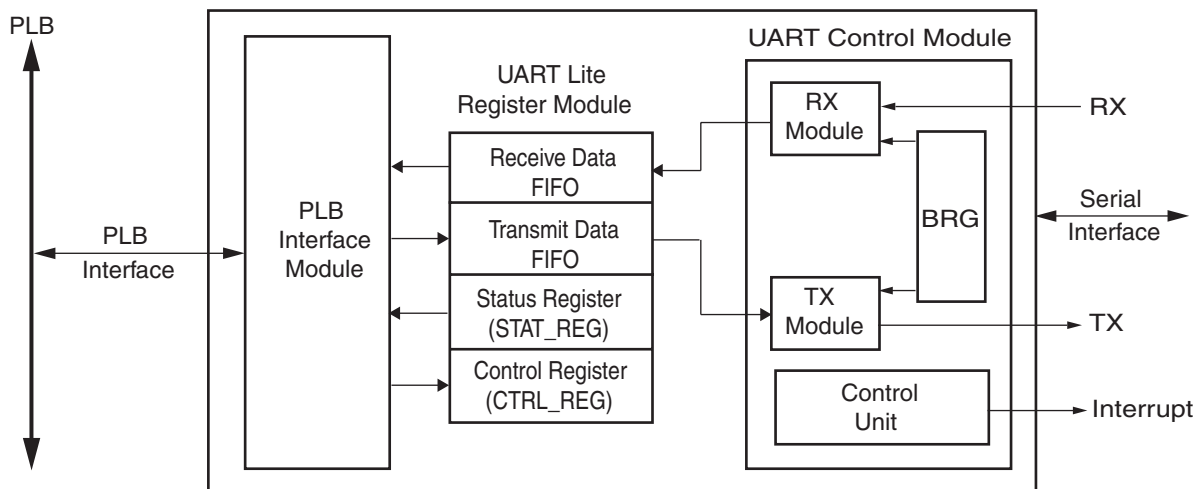 PLB
PLB
Interface
PLB
Interface
Module
UART Lite
Register Module
Receive Data
FIFO
Transmit Data
FIFO
Status Register
(STAT_REG)
Control Register
(CTRL_REG)
UART Control Module
RX
Module
BRG
TX
Module
Control
Unit
RX
Serial
Interface
TX
Interrupt